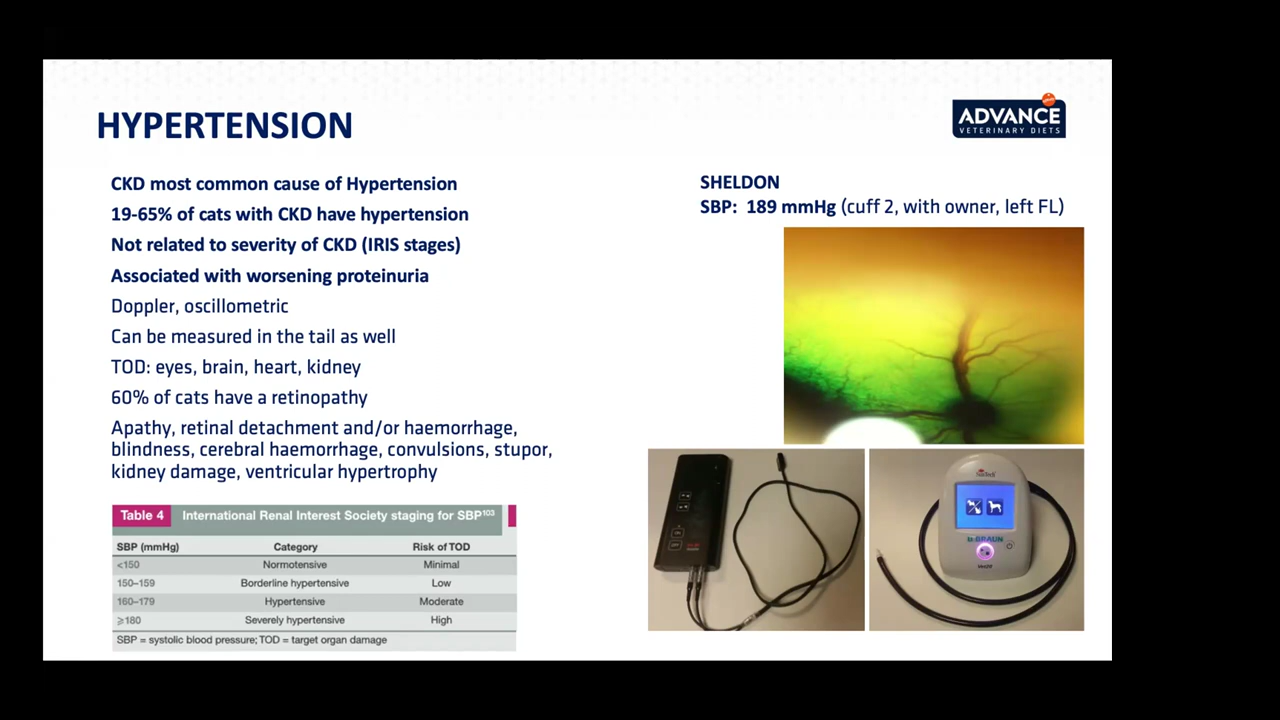 HYPERTENSION
ADVANCE
VETERINARY DIETS
CKD most common cause of Hypertension
19-65% of cats with CKD have hypertension
Not related to severity of CKD (IRIS stages)
Associated with worsening proteinuria
Doppler, oscillometric
Can be measured in the tail as well
TOD: eyes, brain, heart, kidney
60% of cats have a retinopathy
Apathy, retinal detachment and/or haemorrhage,
blindness, cerebral haemorrhage, convulsions, stupor,
kidney damage, ventricular hypertrophy
SHELDON
SBP: 189 mmHg (cuff 2, with owner, left FL)
Table 4 International Renal Interest Society staging for SBP103
SBP (mmHg) Category Risk of TOD
<150 Normotensive Minimal
150–159 Borderline hypertensive Low
160–179 Hypertensive Moderate
≥180 Severely hypertensive High
SBP = systolic blood pressure; TOD = target organ damage
SunTech
B.BRAUN